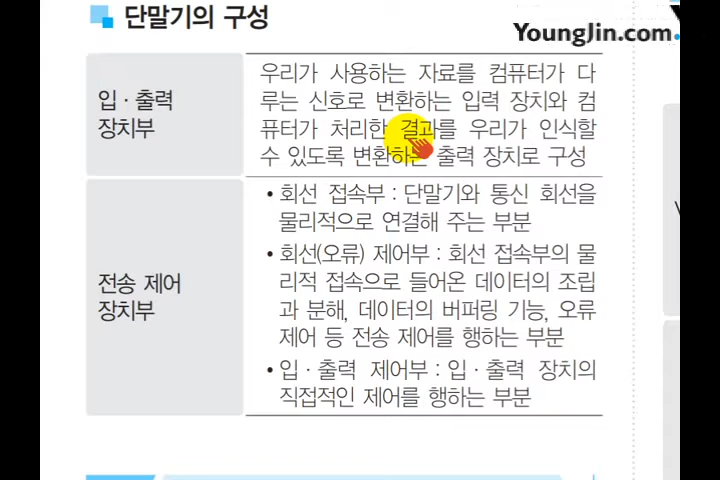 단말기의 구성
YoungJin.com
입 · 출력
장치부
우리가 사용하는 자료를 컴퓨터가 다
루는 신호로 변환하는 입력 장치와 컴
퓨터가 처리한 결과를 우리가 인식할
수 있도록 변환하는 출력 장치로 구성
전송 제어
장치부
• 회선 접속부 : 단말기와 통신 회선을
물리적으로 연결해 주는 부분
• 회선(오류) 제어부 : 회선 접속부의 물
리적 접속으로 들어온 데이터의 조립
과 분해, 데이터의 버퍼링 기능, 오류
제어 등 전송 제어를 행하는 부분
• 입 · 출력 제어부 : 입 · 출력 장치의
직접적인 제어를 행하는 부분